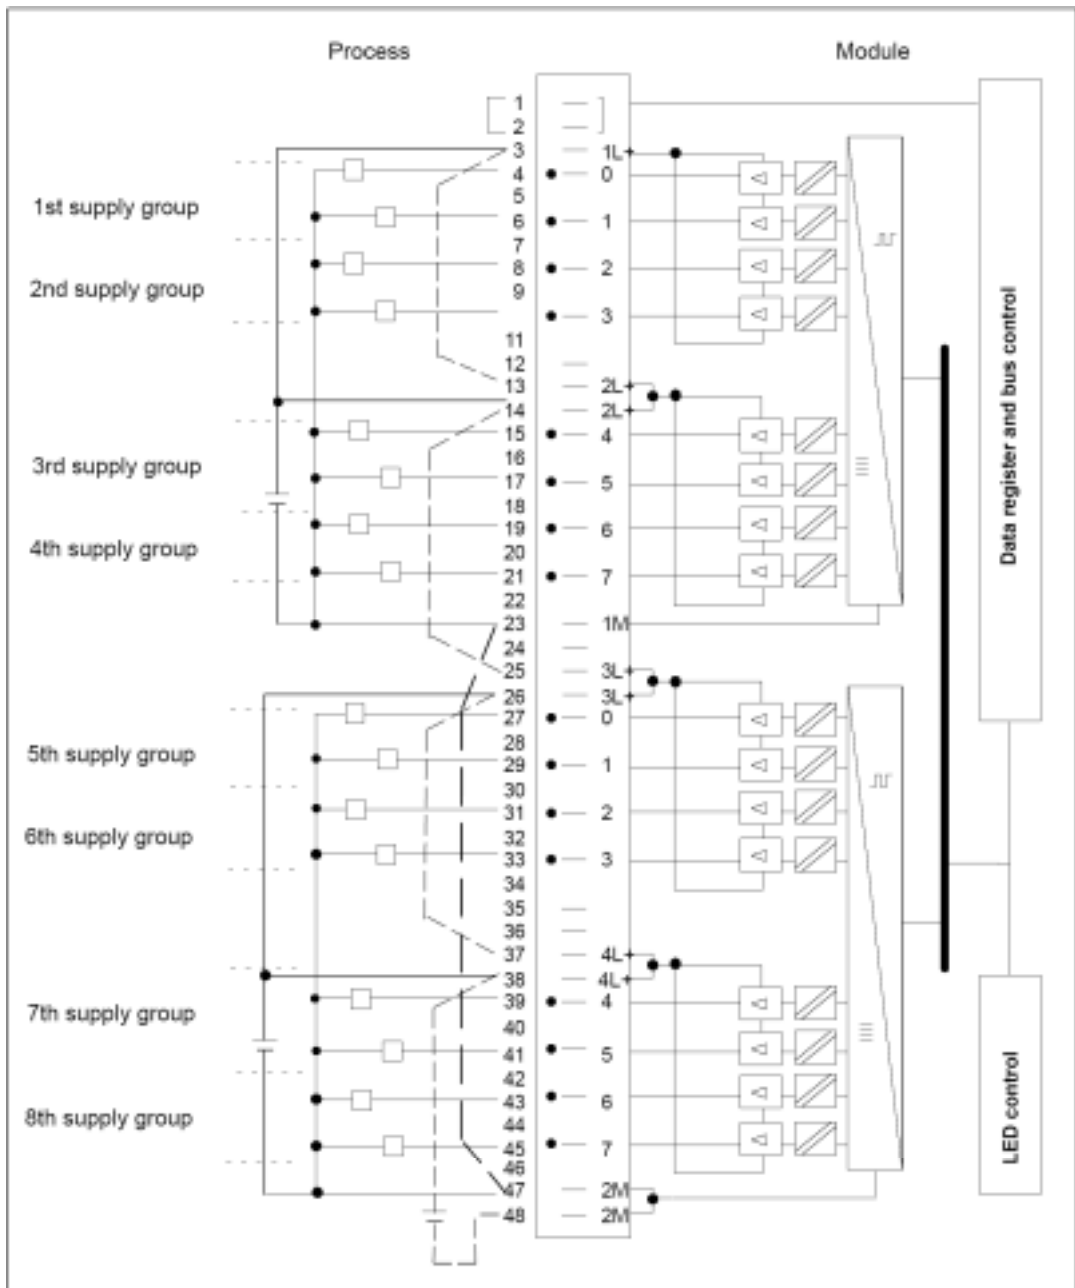 Process Module
1
2
3 1L+
4 0
5
1st supply group
6 1
7
8 2
2nd supply group
9
3
11
12
13 2L+
14 2L+
15 4
16
3rd supply group
17 5
18
19 6
4th supply group
20
21 7
22
23 1M
24
25 3L+
26 3L+
27 0
28
5th supply group
29 1
30
31 2
6th supply group
32
33 3
34
35
36
37 4L+
38 4L+
39 4
7th supply group
40
41 5
42
43 6
8th supply group
44
45 7
46
47 2M
48 2M
Data register and bus control
LED control